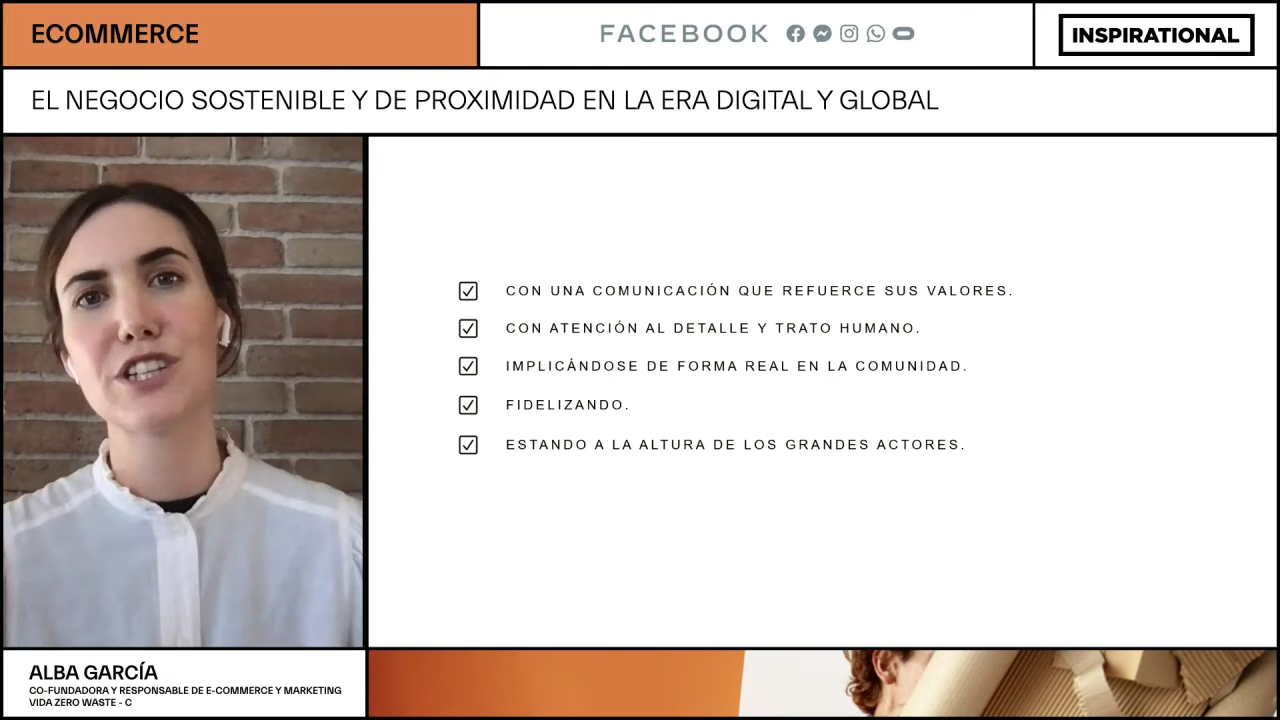 ECOMMERCE
FACEBOOK
INSPIRATIONAL
EL NEGOCIO SOSTENIBLE Y DE PROXIMIDAD EN LA ERA DIGITAL Y GLOBAL
CON UNA COMUNICACIÓN QUE REFUERCE SUS VALORES.
CON ATENCIÓN AL DETALLE Y TRATO HUMANO.
IMPLICÁNDOSE DE FORMA REAL EN LA COMUNIDAD.
FIDELIZANDO.
ESTANDO A LA ALTURA DE LOS GRANDES ACTORES.
ALBA GARCÍA
CO-FUNDADORA Y RESPONSABLE DE E-COMMERCE Y MARKETING
VIDA ZERO WASTE - C